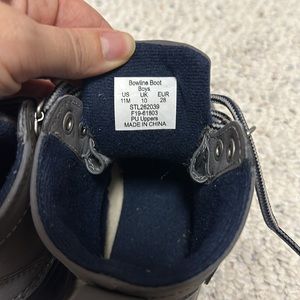 Bowline Boot
Boys
US UK EUR
11M 10 28
STL262039
F19-61803
PU Uppers
MADE IN CHINA